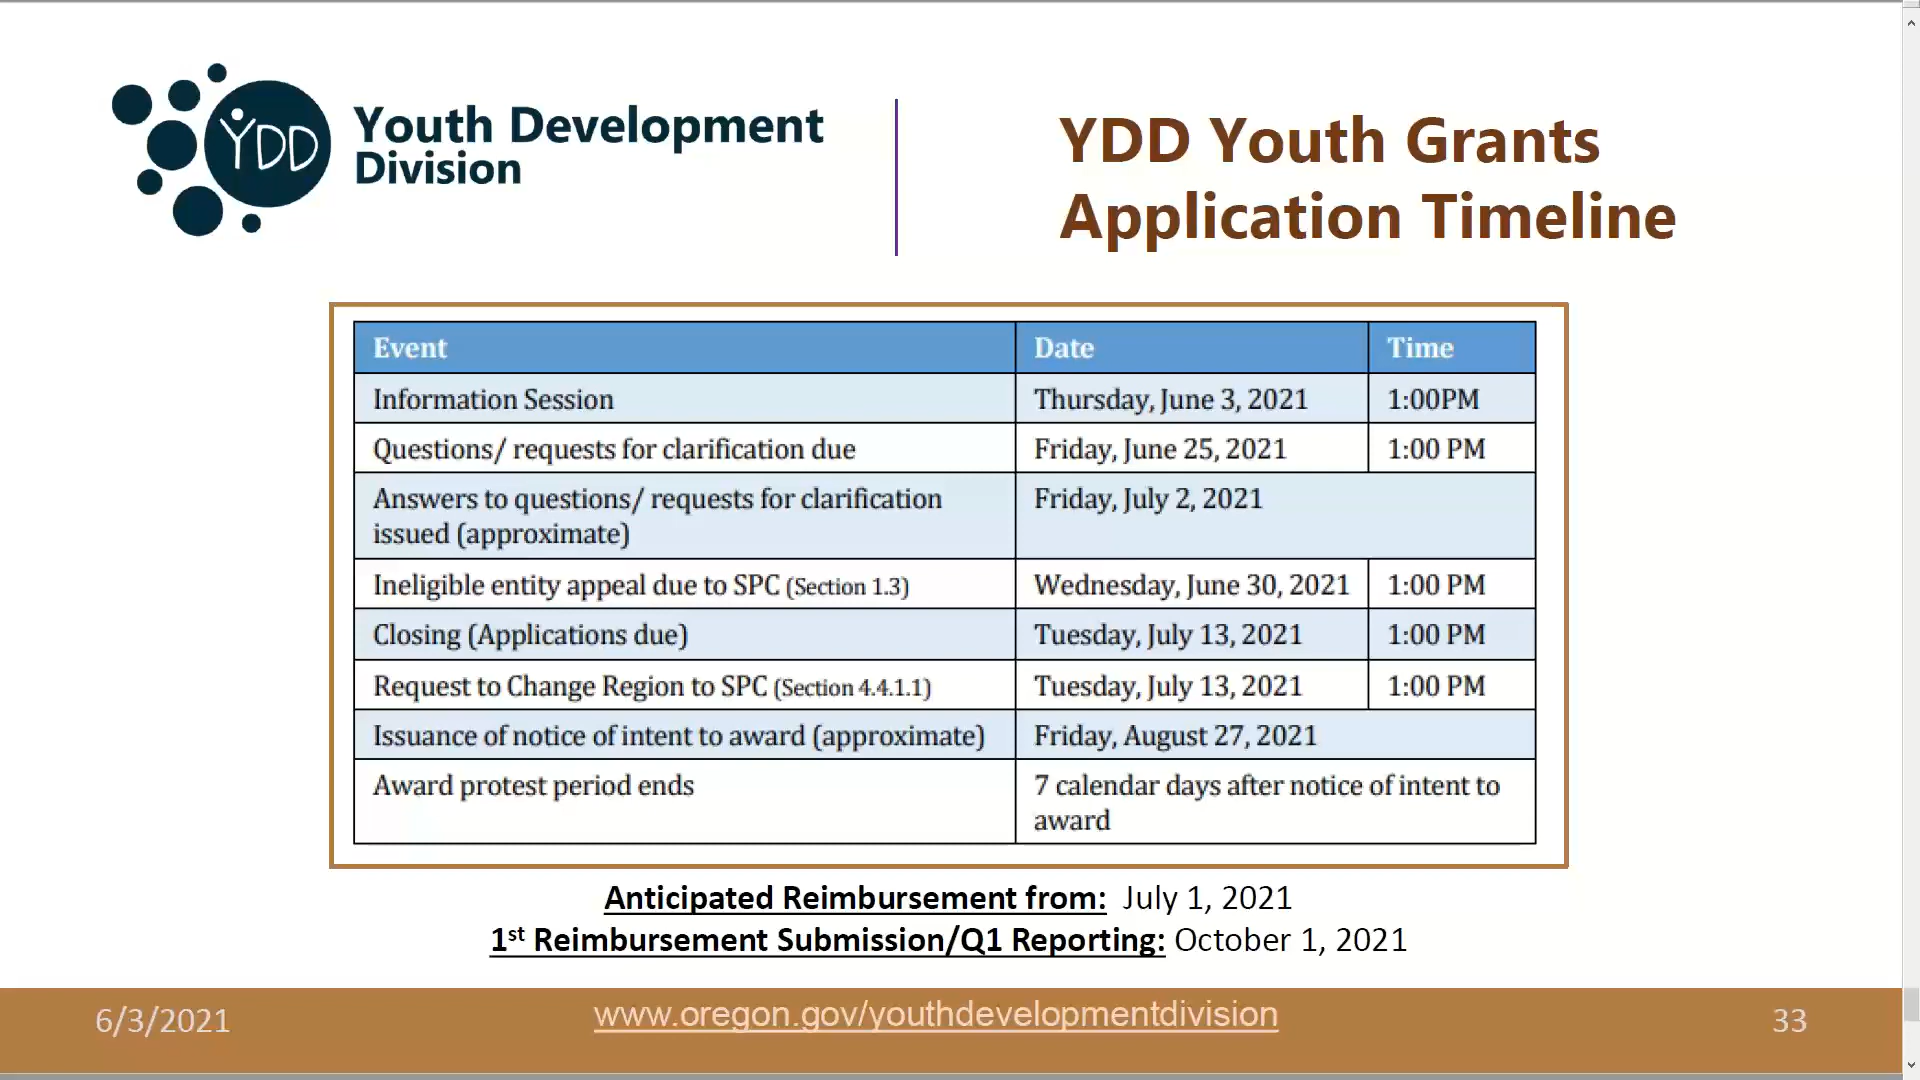 YDD
Youth Development
Division
YDD Youth Grants
Application Timeline
Event Date Time
Information Session Thursday, June 3, 2021 1:00PM
Questions/ requests for clarification due Friday, June 25, 2021 1:00 PM
Answers to questions/ requests for clarification Friday, July 2, 2021
issued (approximate)
Ineligible entity appeal due to SPC (Section 1.3) Wednesday, June 30, 2021 1:00 PM
Closing (Applications due) Tuesday, July 13, 2021 1:00 PM
Request to Change Region to SPC (Section 4.4.1.1) Tuesday, July 13, 2021 1:00 PM
Issuance of notice of intent to award (approximate) Friday, August 27, 2021
Award protest period ends 7 calendar days after notice of intent to
award
Anticipated Reimbursement from: July 1, 2021
1st Reimbursement Submission/Q1 Reporting: October 1, 2021
6/3/2021 www.oregon.gov/youthdevelopmentdivision 33